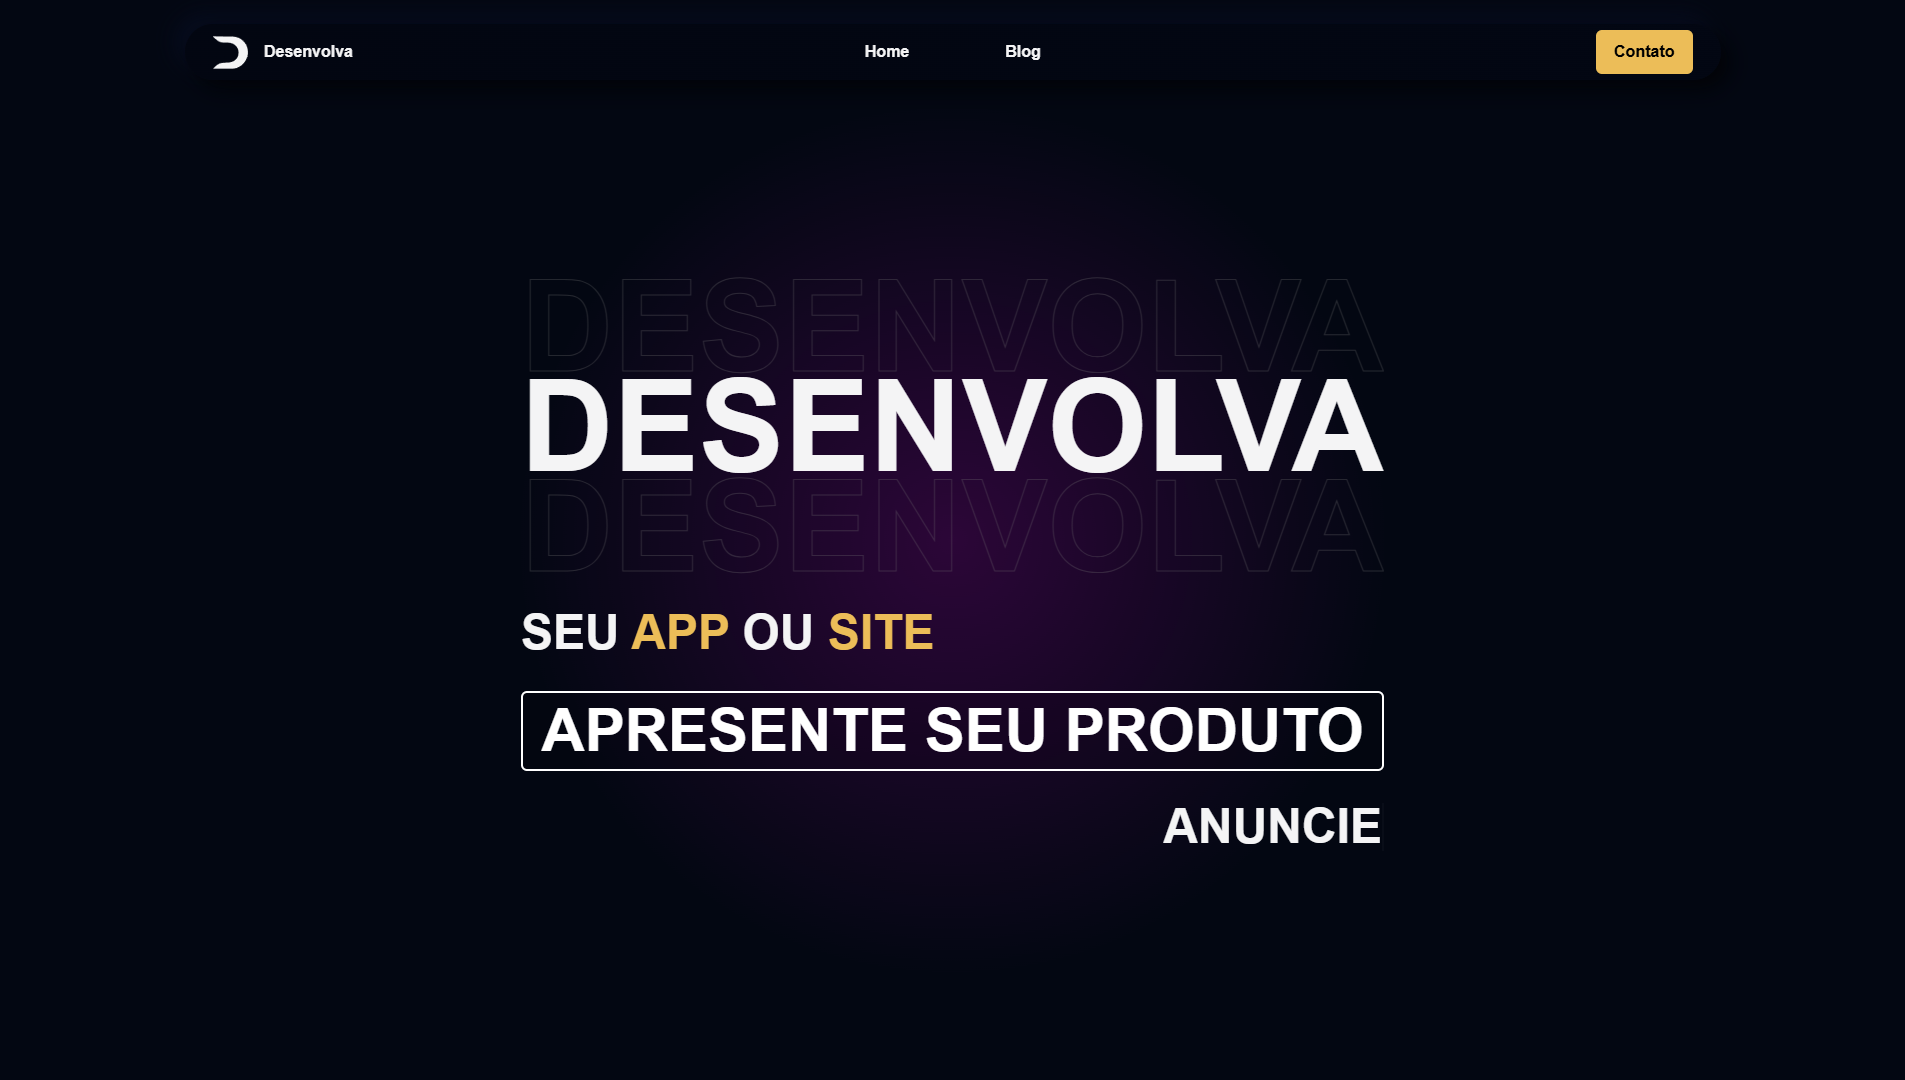 Desenvolva
Home
Blog
Contato
DESENVOLVA
DESENVOLVA
DESENVOLVA
SEU APP OU SITE
APRESENTE SEU PRODUTO
ANUNCIE